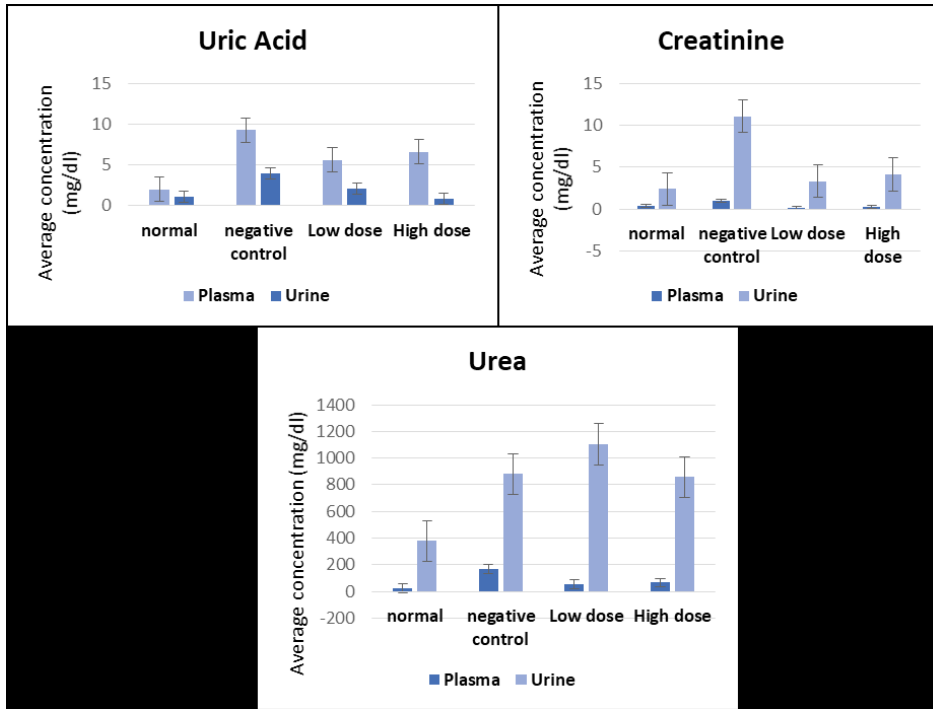 Uric Acid
Average concentration
(mg/dl)
15
10
5
0
normal
negative
control
Low dose
High dose
Plasma
Urine
Creatinine
Average concentration
(mg/dl)
15
10
5
0
-5
normal
negative
control
Low dose
High
dose
Plasma
Urine
Urea
Average concentration (mg/dl)
1400
1200
1000
800
600
400
200
0
-200
normal
negative
control
Low dose
High dose
Plasma
Urine